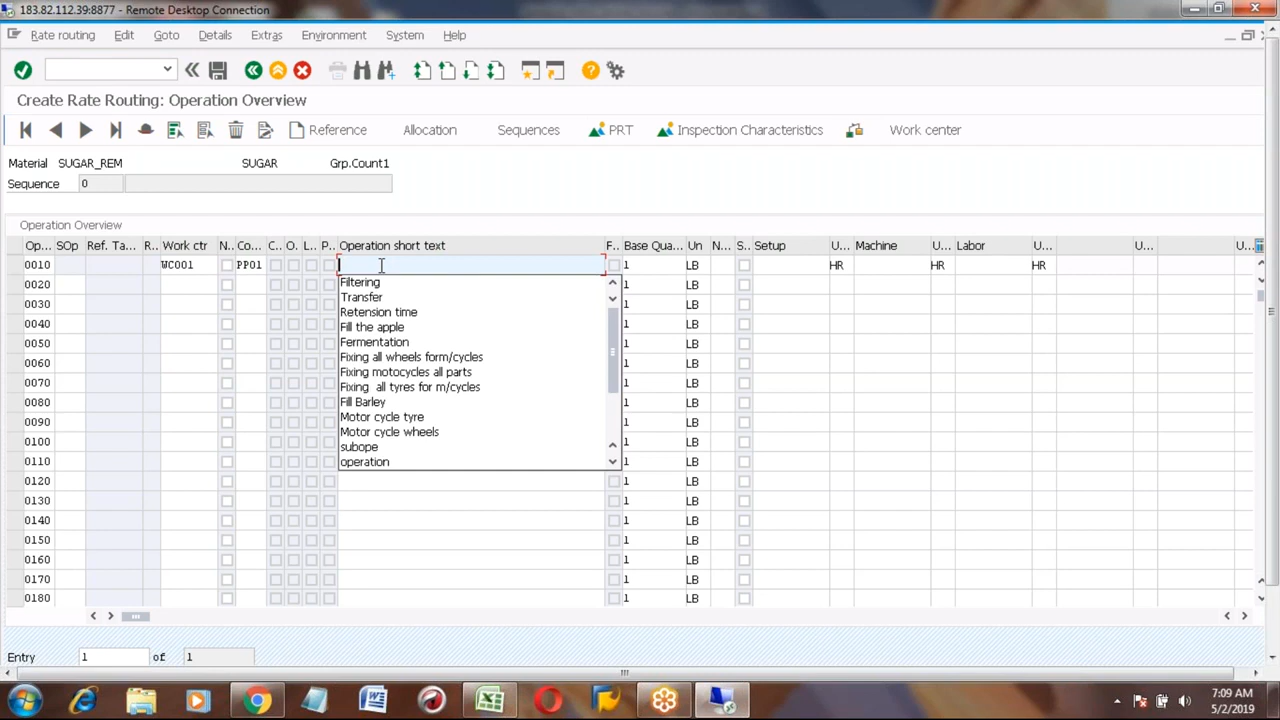 183.82.112.39:8877 - Remote Desktop Connection
Rate routing Edit Goto Details Extras Environment System Help
Create Rate Routing: Operation Overview
Reference Allocation Sequences PRT Inspection Characteristics Work center
Material SUGAR_REM SUGAR Grp.Count1
Sequence 0
Operation Overview
Op... SOp Ref. Ta... R.. Work ctr N.. Co... C.. O.. L.. P.. Operation short text F.. Base Qua... Un N... S.. Setup U... Machine U... Labor U... U... U...
0010 WC001 PP01 1 LB HR HR HR
Filtering
0020 1 LB
Transfer
0030 1 LB
Retension time
0040 Fill the apple 1 LB
0050 Fermentation 1 LB
Fixing all wheels form/cycles
0060 1 LB
Fixing motocycles all parts
0070 1 LB
Fixing all tyres for m/cycles
0080 Fill Barley 1 LB
0090 Motor cycle tyre 1 LB
Motor cycle wheels
0100 1 LB
subope
0110 operation 1 LB
0120 1 LB
0130 1 LB
0140 1 LB
0150 1 LB
0160 1 LB
0170 1 LB
0180 1 LB
Entry 1 of 1
7:09 AM
5/2/2019